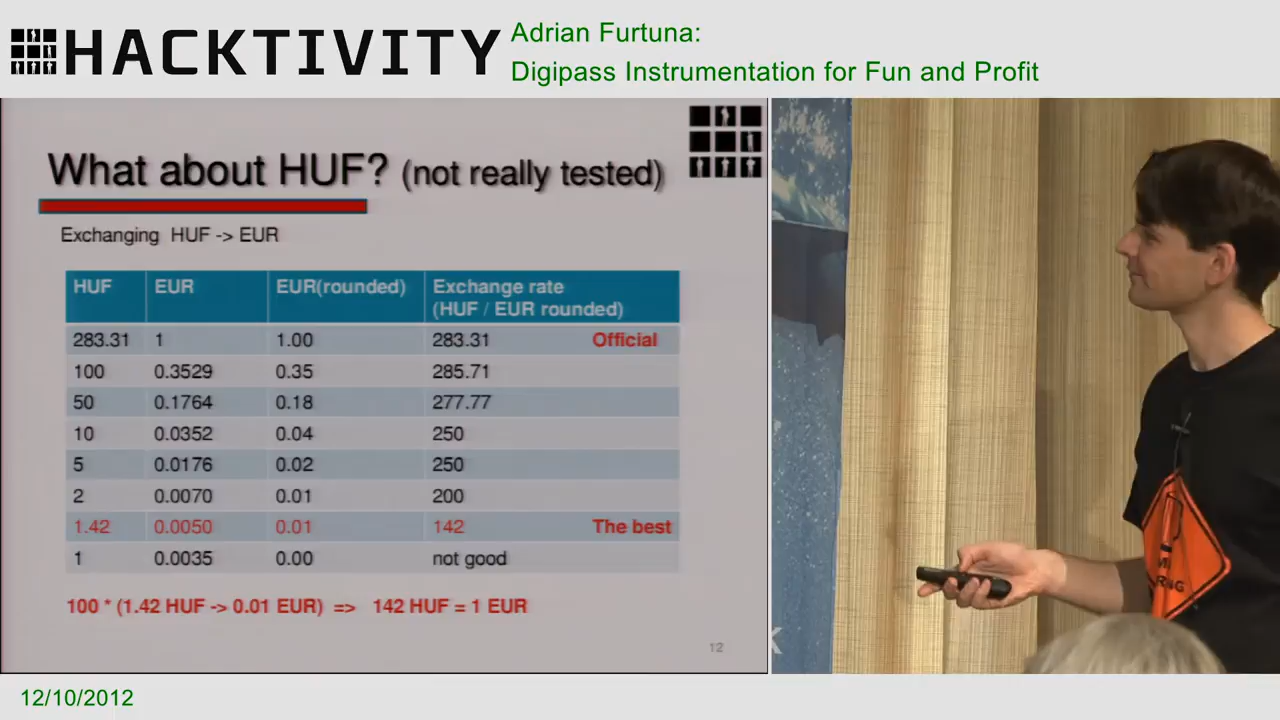 HACKTIVITY
Adrian Furtuna:
Digipass Instrumentation for Fun and Profit
What about HUF? (not really tested)
Exchanging HUF -> EUR
HUF EUR EUR(rounded) Exchange rate (HUF / EUR rounded)
283.31 1 1.00 283.31 Official
100 0.3529 0.35 285.71
50 0.1764 0.18 277.77
10 0.0352 0.04 250
5 0.0176 0.02 250
2 0.0070 0.01 200
1.42 0.0050 0.01 142 The best
1 0.0035 0.00 not good
100 * (1.42 HUF -> 0.01 EUR) => 142 HUF = 1 EUR
12
12/10/2012